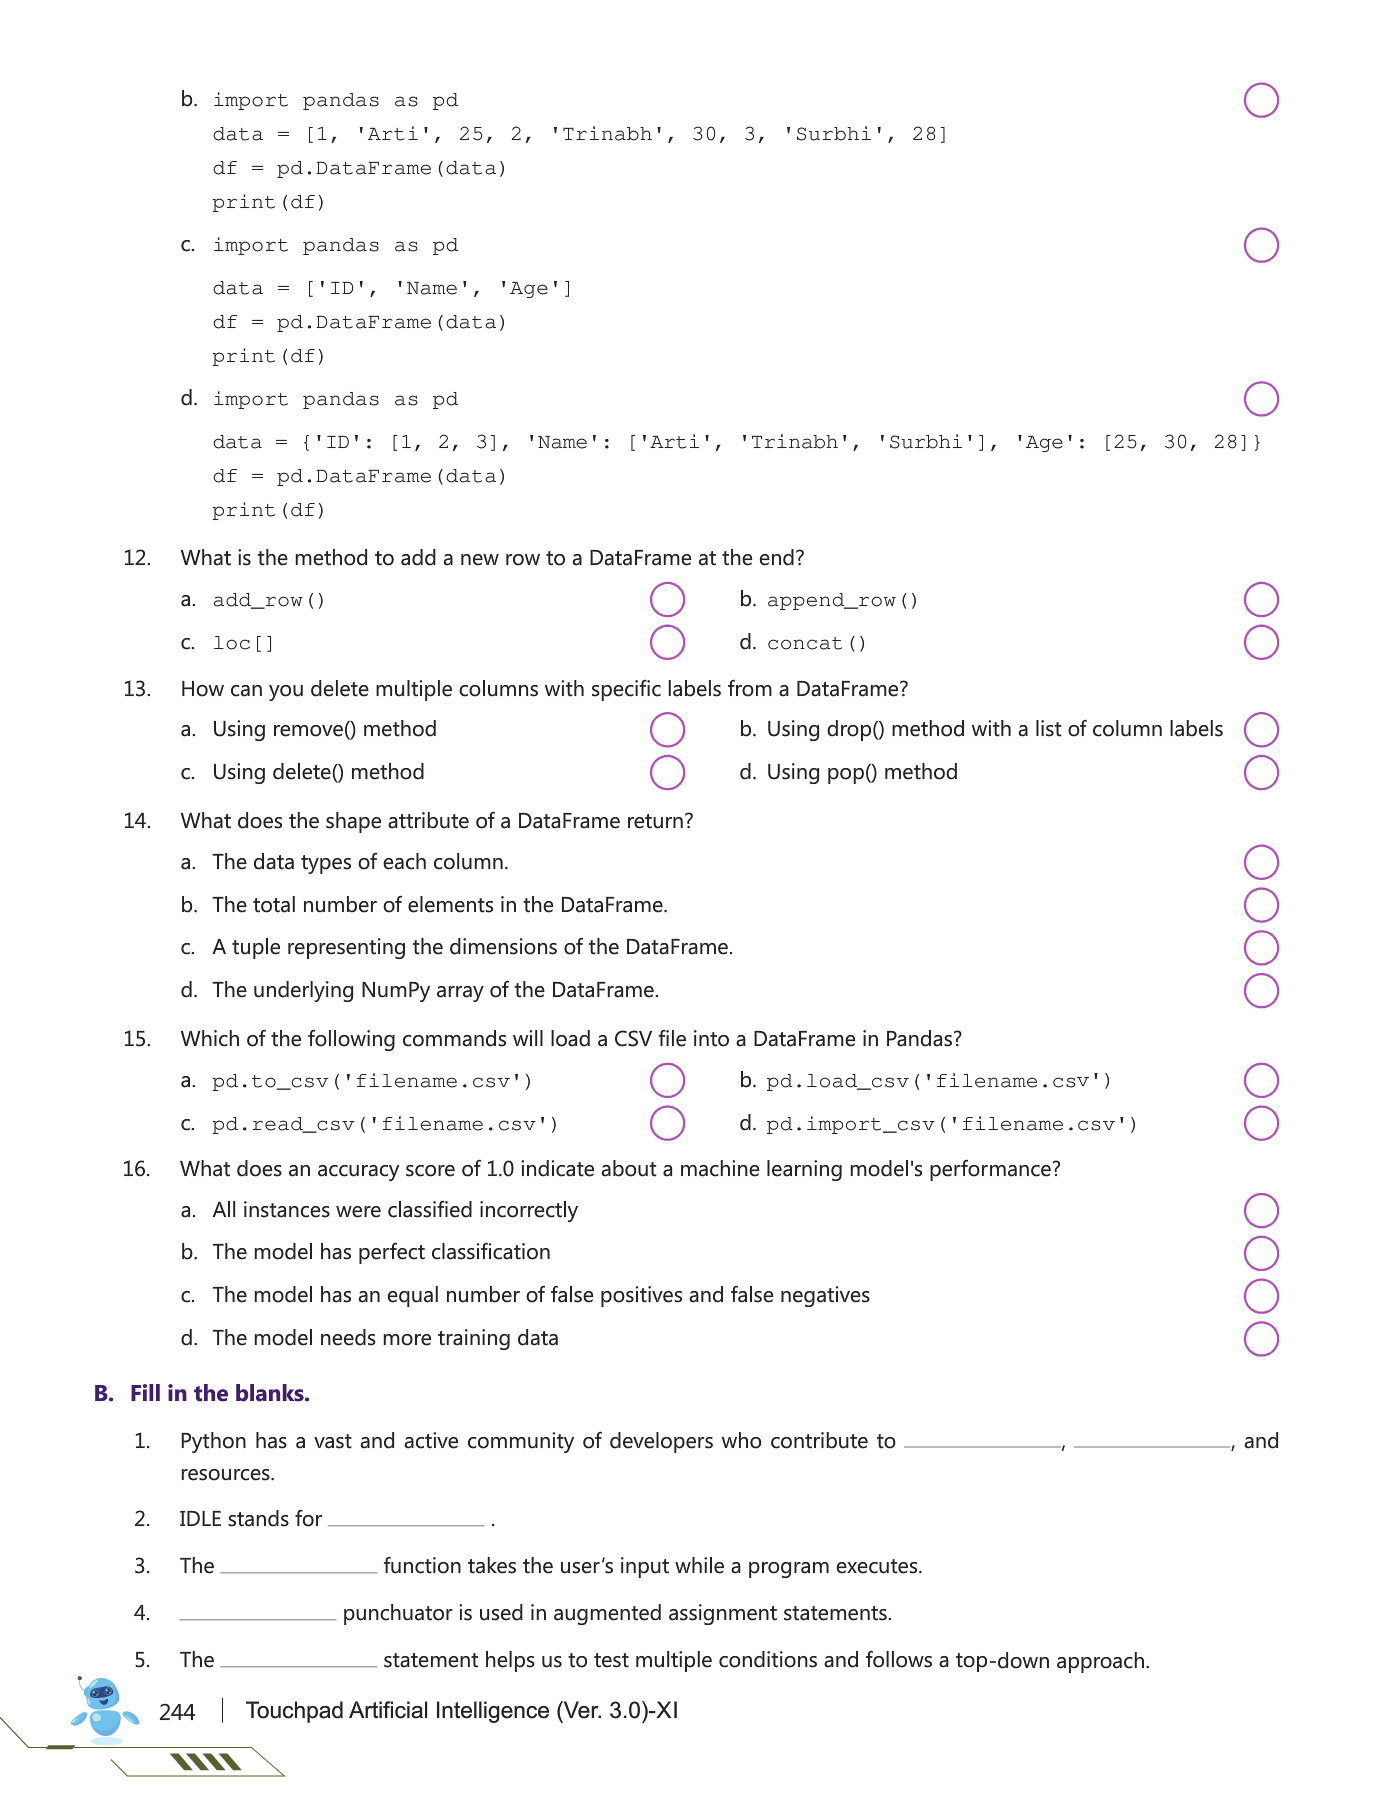 b. import pandas as pd
data = [1, 'Arti', 25, 2, 'Trinabh', 30, 3, 'Surbhi', 28]
df = pd.DataFrame(data)
print(df)
c. import pandas as pd
data = ['ID', 'Name', 'Age']
df = pd.DataFrame(data)
print(df)
d. import pandas as pd
data = {'ID': [1, 2, 3], 'Name': ['Arti', 'Trinabh', 'Surbhi'], 'Age': [25, 30, 28]}
df = pd.DataFrame(data)
print(df)
12. What is the method to add a new row to a DataFrame at the end?
a. add_row() b. append_row()
c. loc[] d. concat()
13. How can you delete multiple columns with specific labels from a DataFrame?
a. Using remove() method b. Using drop() method with a list of column labels
c. Using delete() method d. Using pop() method
14. What does the shape attribute of a DataFrame return?
a. The data types of each column.
b. The total number of elements in the DataFrame.
c. A tuple representing the dimensions of the DataFrame.
d. The underlying NumPy array of the DataFrame.
15. Which of the following commands will load a CSV file into a DataFrame in Pandas?
a. pd.to_csv('filename.csv') b. pd.load_csv('filename.csv')
c. pd.read_csv('filename.csv') d. pd.import_csv('filename.csv')
16. What does an accuracy score of 1.0 indicate about a machine learning model's performance?
a. All instances were classified incorrectly
b. The model has perfect classification
c. The model has an equal number of false positives and false negatives
d. The model needs more training data
B. Fill in the blanks.
1. Python has a vast and active community of developers who contribute to ______________, ______________, and
resources.
2. IDLE stands for ______________ .
3. The ______________ function takes the user’s input while a program executes.
4. ______________ punchuator is used in augmented assignment statements.
5. The ______________ statement helps us to test multiple conditions and follows a top-down approach.
244 | Touchpad Artificial Intelligence (Ver. 3.0)-XI